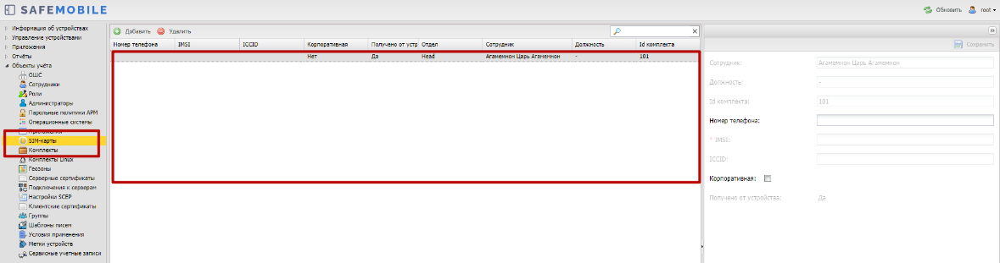 SAFEMOBILE
Обновить root
Информация об устройствах
Управление устройствами
Приложения
Отчёты
Объекты учёта
ОШС
Сотрудники
Роли
Администраторы
Парольные политики АРМ
Операционные системы
Приложения
SIM-карты
Комплекты
Комплекты Linux
Геозоны
Серверные сертификаты
Подключения к серверам
Настройки SCEP
Клиентские сертификаты
Группы
Шаблоны писем
Условия применения
Метки устройств
Сервисные учетные записи
Добавить Удалить
Номер телефона IMSI ICCID Корпоративная Получено от устр Отдел Сотрудник Должность Id комплекта
Нет Да Head Агамемнон Царь Агамемнон - 101
Сохранить
Сотрудник: Агамемнон Царь Агамемнон
Должность: -
Id комплекта: 101
Номер телефона:
* IMSI:
ICCID:
Корпоративная:
Получено от устройства: Да